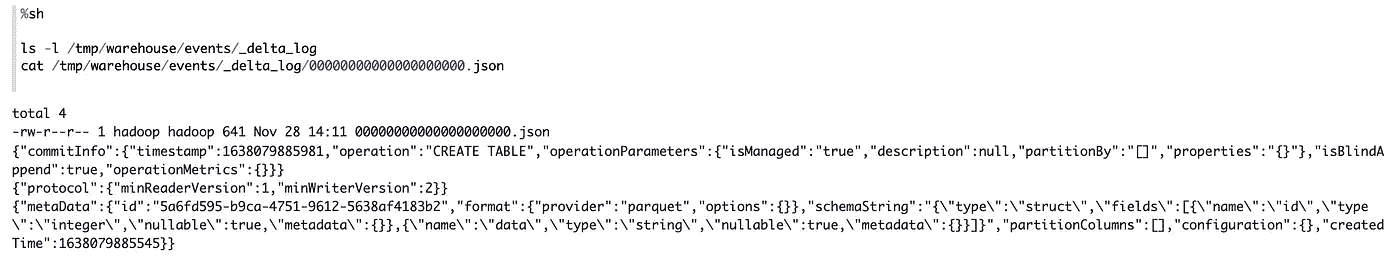 %sh
ls -l /tmp/warehouse/events/_delta_log
cat /tmp/warehouse/events/_delta_log/00000000000000000000.json
total 4
-rw-r--r-- 1 hadoop hadoop 641 Nov 28 14:11 00000000000000000000.json
{"commitInfo":{"timestamp":1638079885981,"operation":"CREATE TABLE","operationParameters":{"isManaged":"true","description":null,"partitionBy":"[]","properties":"{}"},"isBlindA
ppend":true,"operationMetrics":{}}}
{"protocol":{"minReaderVersion":1,"minWriterVersion":2}}
{"metaData":{"id":"5a6fd595-b9ca-4751-9612-5638af4183b2","format":{"provider":"parquet","options":{}},"schemaString":"{\"type\":\"struct\",\"fields\":[{\"name\":\"id\",\"type
\":\"integer\",\"nullable\":true,\"metadata\":{}},{\"name\":\"data\",\"type\":\"string\",\"nullable\":true,\"metadata\":{}}]}","partitionColumns":[],"configuration":{},"created
Time":1638079885545}}